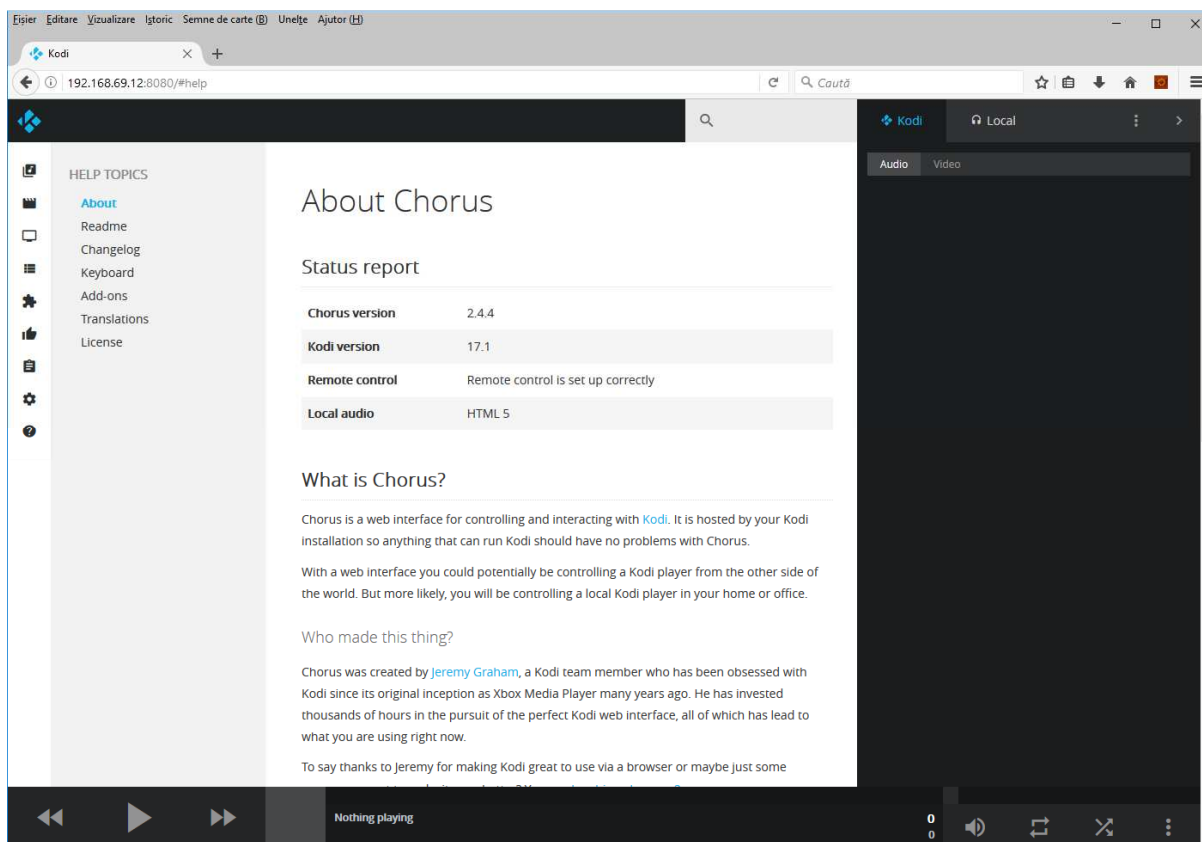 Fișier Editare Vizualizare Istoric Semne de carte (B) Unelte Ajutor (H)
Kodi
192.168.69.12:8080/#help
Caută
Kodi
Local
HELP TOPICS
About
Readme
Changelog
Keyboard
Add-ons
Translations
License
About Chorus
Status report
Chorus version 2.4.4
Kodi version 17.1
Remote control Remote control is set up correctly
Local audio HTML 5
What is Chorus?
Chorus is a web interface for controlling and interacting with Kodi. It is hosted by your Kodi
installation so anything that can run Kodi should have no problems with Chorus.
With a web interface you could potentially be controlling a Kodi player from the other side of
the world. But more likely, you will be controlling a local Kodi player in your home or office.
Who made this thing?
Chorus was created by Jeremy Graham, a Kodi team member who has been obsessed with
Kodi since its original inception as Xbox Media Player many years ago. He has invested
thousands of hours in the pursuit of the perfect Kodi web interface, all of which has lead to
what you are using right now.
To say thanks to Jeremy for making Kodi great to use via a browser or maybe just some
Audio Video
Nothing playing
0
0